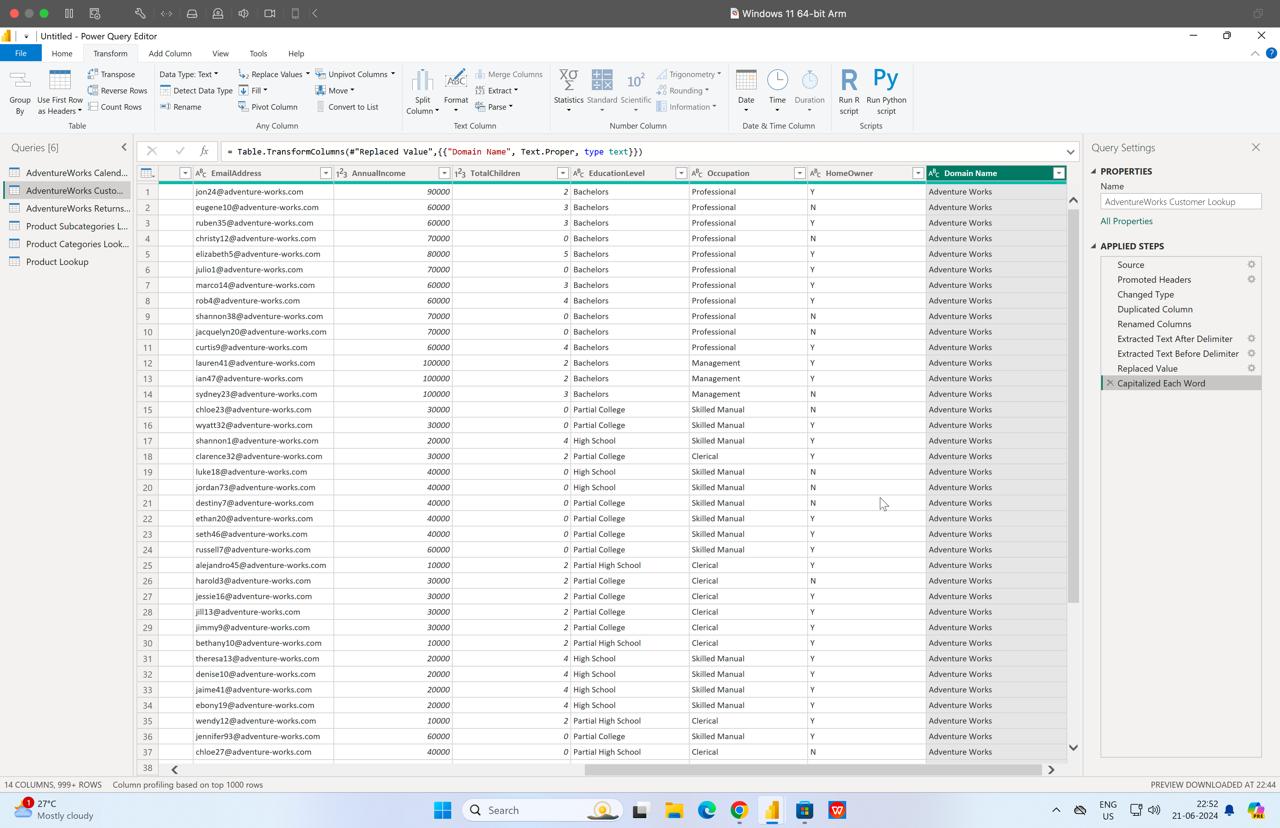 Windows 11 64-bit Arm
Untitled - Power Query Editor
File Home Transform Add Column View Tools Help
Group By
Use First Row as Headers
Transpose
Reverse Rows
Count Rows
Table
Data Type: Text
Detect Data Type
Rename
Replace Values
Fill
Pivot Column
Unpivot Columns
Move
Convert to List
Any Column
Split Column
ABC
Format
Merge Columns
Extract
Parse
Text Column
Statistics
Standard
10²
Scientific
Trigonometry
Rounding
Information
Number Column
Date
Time
Duration
Date & Time Column
R
Run R script
Py
Run Python script
Scripts
Queries [6]
AdventureWorks Calend...
AdventureWorks Custo...
AdventureWorks Returns...
Product Subcategories L...
Product Categories Look...
Product Lookup
fx = Table.TransformColumns(#"Replaced Value",{{"Domain Name", Text.Proper, type text}})
EmailAddress AnnualIncome TotalChildren EducationLevel Occupation HomeOwner Domain Name
1 jon24@adventure-works.com 90000 2 Bachelors Professional Y Adventure Works
2 eugene10@adventure-works.com 60000 3 Bachelors Professional N Adventure Works
3 ruben35@adventure-works.com 60000 3 Bachelors Professional Y Adventure Works
4 christy12@adventure-works.com 70000 0 Bachelors Professional N Adventure Works
5 elizabeth5@adventure-works.com 80000 5 Bachelors Professional Y Adventure Works
6 julio1@adventure-works.com 70000 0 Bachelors Professional Y Adventure Works
7 marco14@adventure-works.com 60000 3 Bachelors Professional Y Adventure Works
8 rob4@adventure-works.com 60000 4 Bachelors Professional Y Adventure Works
9 shannon38@adventure-works.com 70000 0 Bachelors Professional N Adventure Works
10 jacquelyn20@adventure-works.com 70000 0 Bachelors Professional N Adventure Works
11 curtis9@adventure-works.com 60000 4 Bachelors Professional Y Adventure Works
12 lauren41@adventure-works.com 100000 2 Bachelors Management Y Adventure Works
13 ian47@adventure-works.com 100000 2 Bachelors Management Y Adventure Works
14 sydney23@adventure-works.com 100000 3 Bachelors Management N Adventure Works
15 chloe23@adventure-works.com 30000 0 Partial College Skilled Manual N Adventure Works
16 wyatt32@adventure-works.com 30000 0 Partial College Skilled Manual Y Adventure Works
17 shannon1@adventure-works.com 20000 4 High School Skilled Manual Y Adventure Works
18 clarence32@adventure-works.com 30000 2 Partial College Clerical Y Adventure Works
19 luke18@adventure-works.com 40000 0 High School Skilled Manual N Adventure Works
20 jordan73@adventure-works.com 40000 0 High School Skilled Manual N Adventure Works
21 destiny7@adventure-works.com 40000 0 Partial College Skilled Manual N Adventure Works
22 ethan20@adventure-works.com 40000 0 Partial College Skilled Manual Y Adventure Works
23 seth46@adventure-works.com 40000 0 Partial College Skilled Manual Y Adventure Works
24 russell7@adventure-works.com 60000 0 Partial College Skilled Manual Y Adventure Works
25 alejandro45@adventure-works.com 10000 2 Partial High School Clerical Y Adventure Works
26 harold3@adventure-works.com 30000 2 Partial College Clerical N Adventure Works
27 jessie16@adventure-works.com 30000 2 Partial College Clerical Y Adventure Works
28 jill13@adventure-works.com 30000 2 Partial College Clerical Y Adventure Works
29 jimmy9@adventure-works.com 30000 2 Partial College Clerical Y Adventure Works
30 bethany10@adventure-works.com 10000 2 Partial High School Clerical Y Adventure Works
31 theresa13@adventure-works.com 20000 4 High School Skilled Manual Y Adventure Works
32 denise10@adventure-works.com 20000 4 High School Skilled Manual Y Adventure Works
33 jaime41@adventure-works.com 20000 4 High School Skilled Manual Y Adventure Works
34 ebony19@adventure-works.com 20000 4 High School Skilled Manual Y Adventure Works
35 wendy12@adventure-works.com 10000 2 Partial High School Clerical Y Adventure Works
36 jennifer93@adventure-works.com 60000 0 Partial College Skilled Manual Y Adventure Works
37 chloe27@adventure-works.com 40000 0 Partial High School Clerical N Adventure Works
38
Query Settings
PROPERTIES
Name
AdventureWorks Customer Lookup
All Properties
APPLIED STEPS
Source
Promoted Headers
Changed Type
Duplicated Column
Renamed Columns
Extracted Text After Delimiter
Extracted Text Before Delimiter
Replaced Value
Capitalized Each Word
14 COLUMNS, 999+ ROWS Column profiling based on top 1000 rows
PREVIEW DOWNLOADED AT 22:44
1
27°C
Mostly cloudy
Search
ENG
US
22:52
21-06-2024